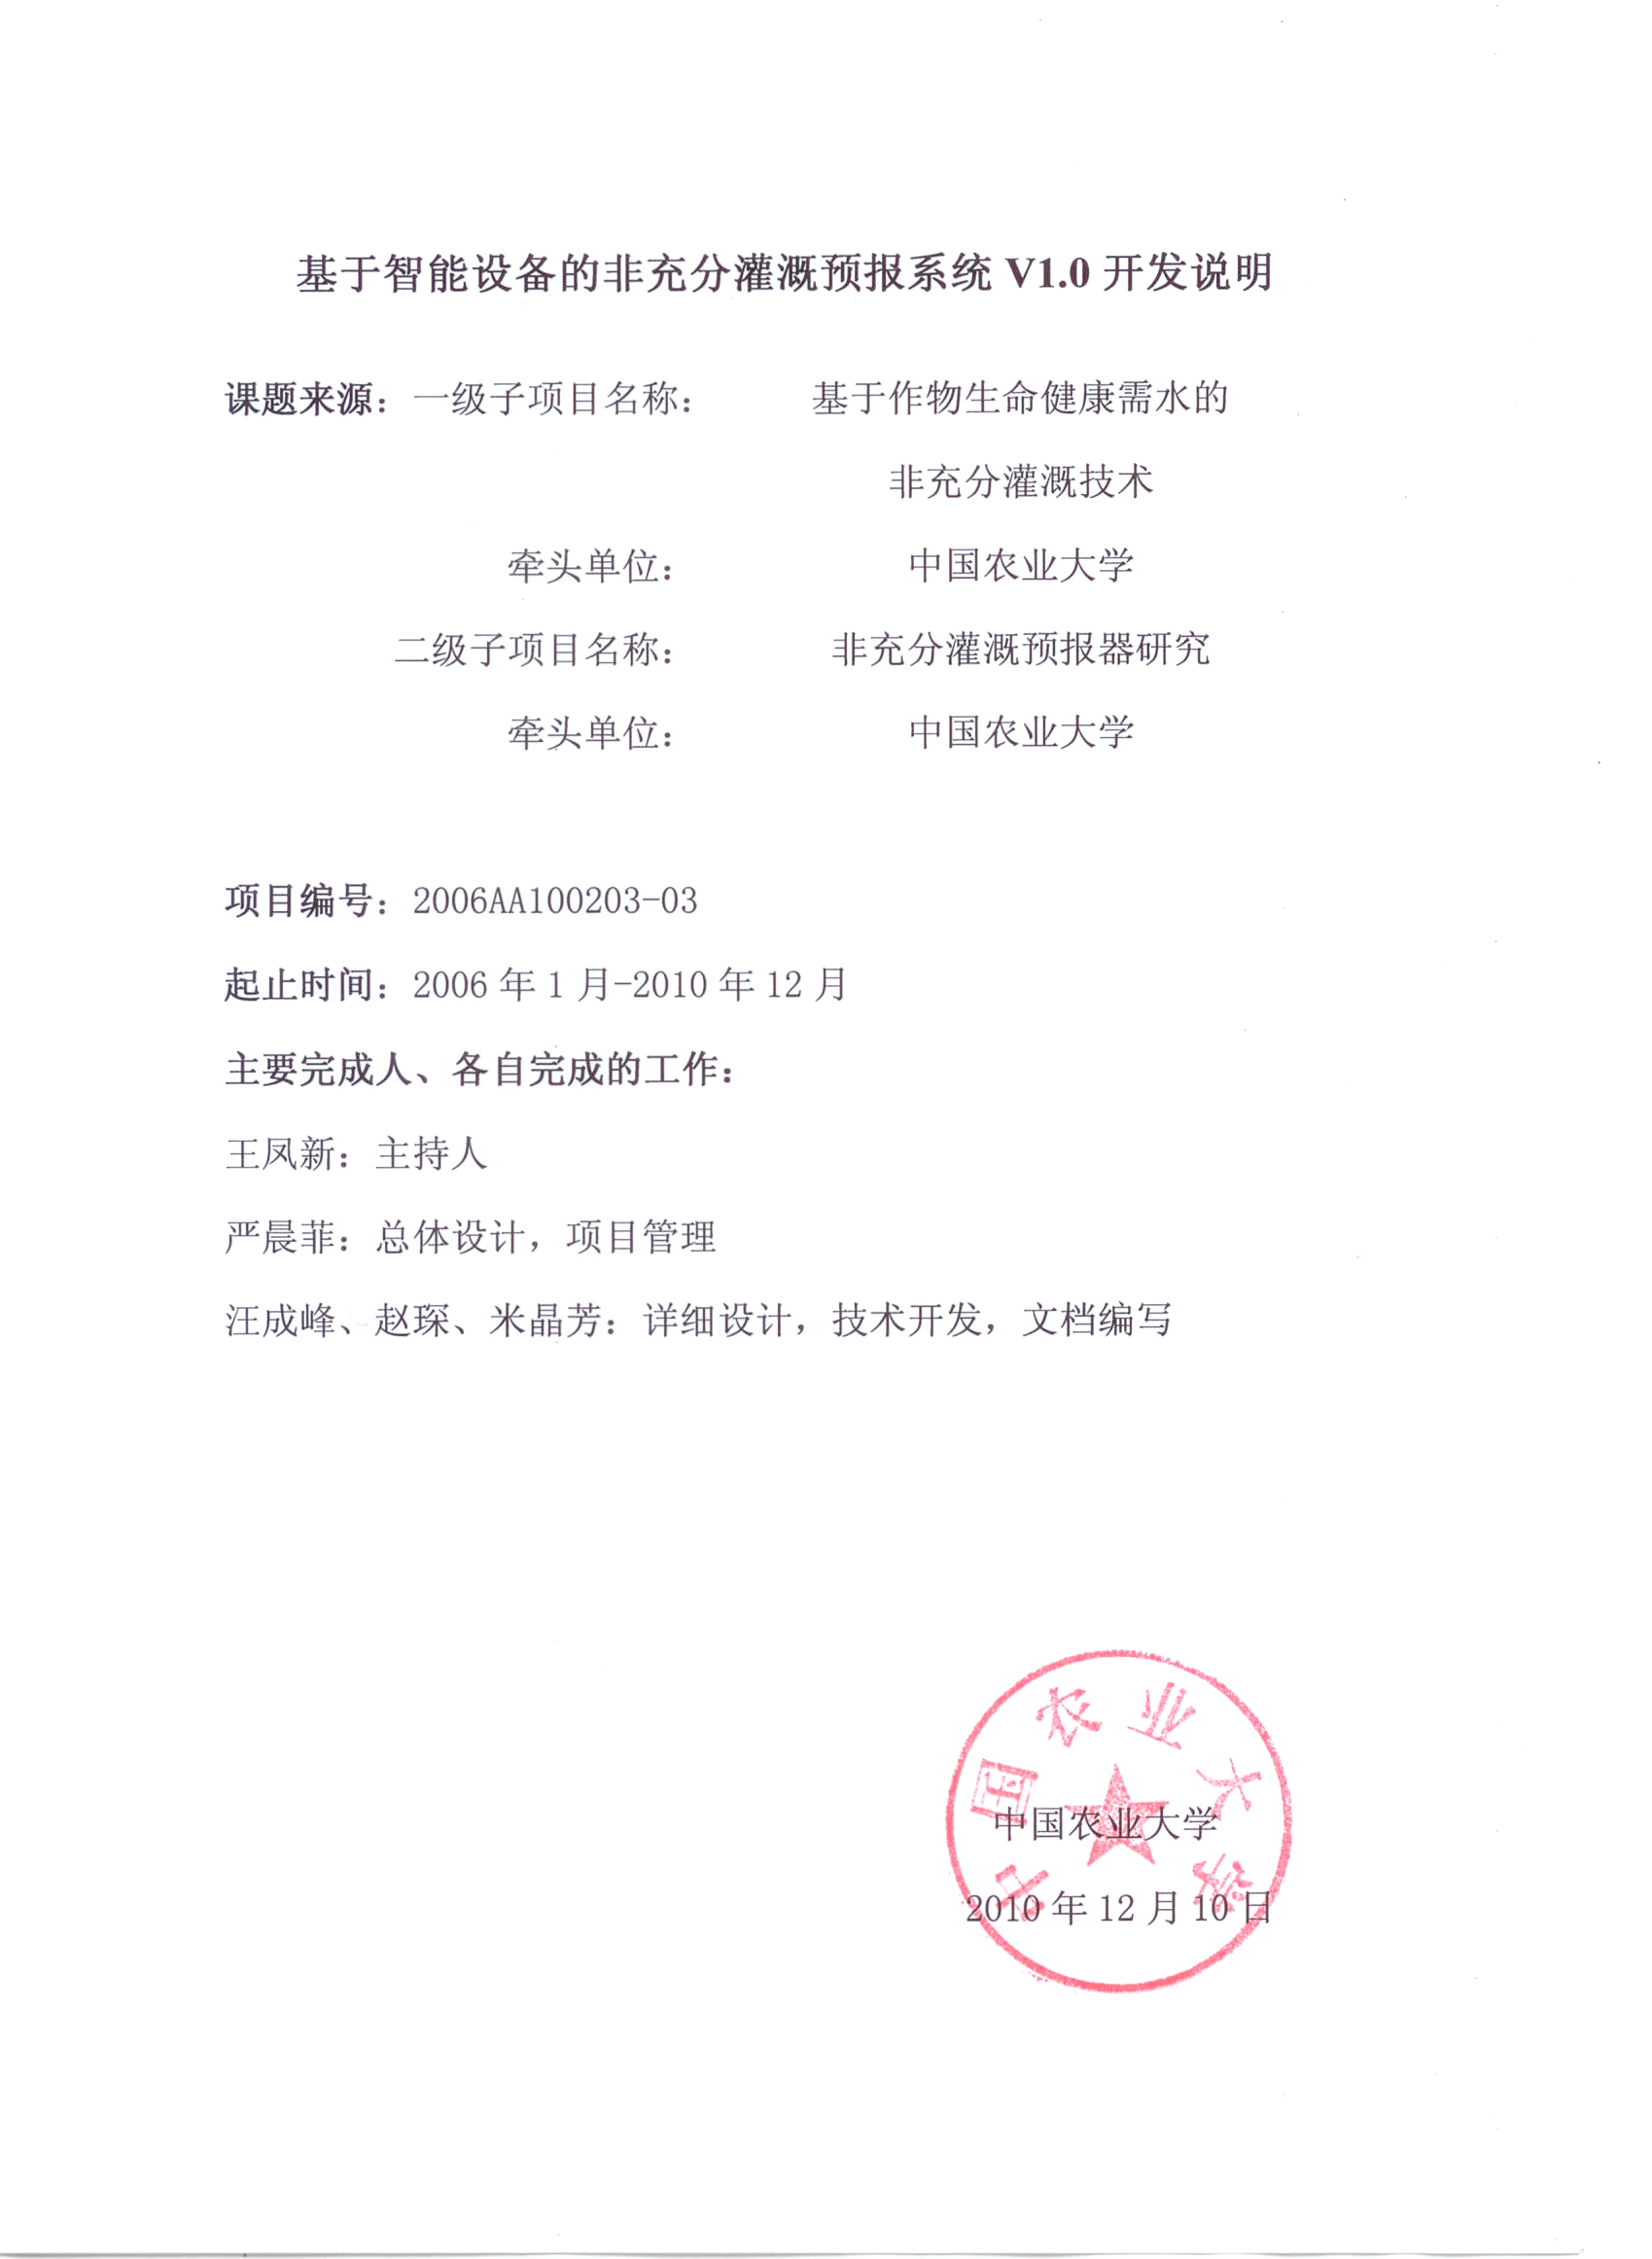 基于智能设备的非充分灌溉预报系统 V1.0 开发说明
课题来源：一级子项目名称： 基于作物生命健康需水的
非充分灌溉技术
牵头单位： 中国农业大学
二级子项目名称： 非充分灌溉预报器研究
牵头单位： 中国农业大学
项目编号：2006AA100203-03
起止时间：2006 年 1 月-2010 年 12 月
主要完成人、各自完成的工作：
王凤新：主持人
严晨菲：总体设计，项目管理
汪成峰、赵琛、米晶芳：详细设计，技术开发，文档编写
中国农业大学
中国农业大学
2010 年 12 月 10 日